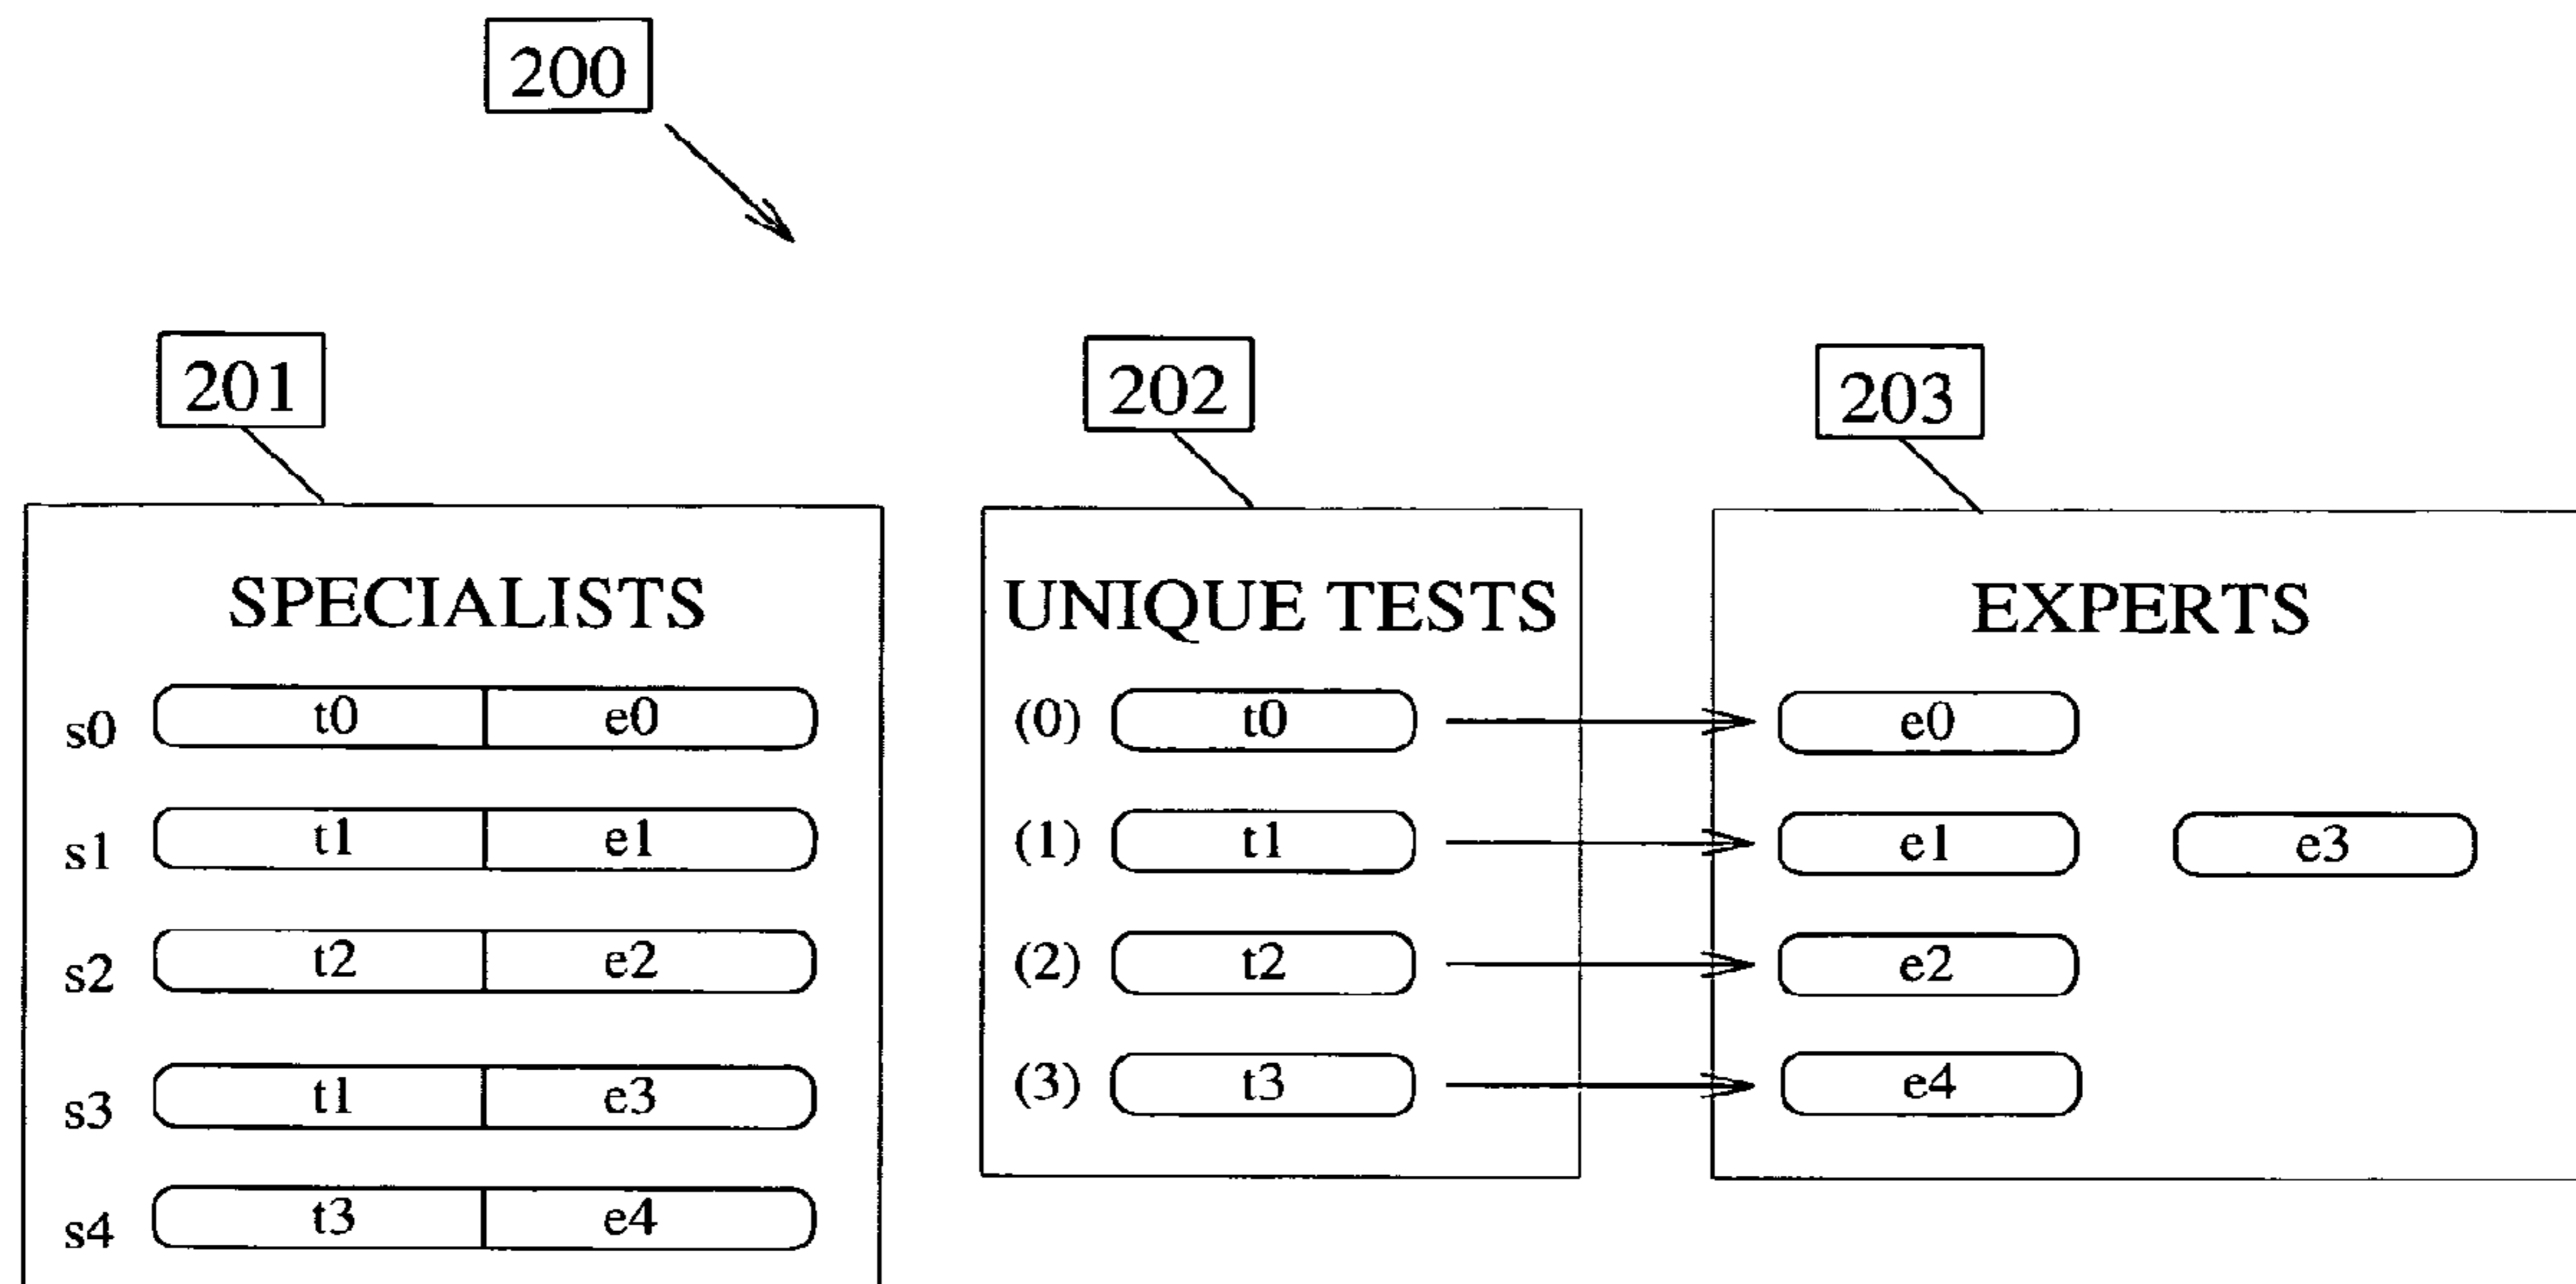 200
201
202
203
SPECIALISTS
s0 t0 e0
s1 t1 e1
s2 t2 e2
s3 t1 e3
s4 t3 e4
UNIQUE TESTS
(0) t0
(1) t1
(2) t2
(3) t3
EXPERTS
e0
e1 e3
e2
e4